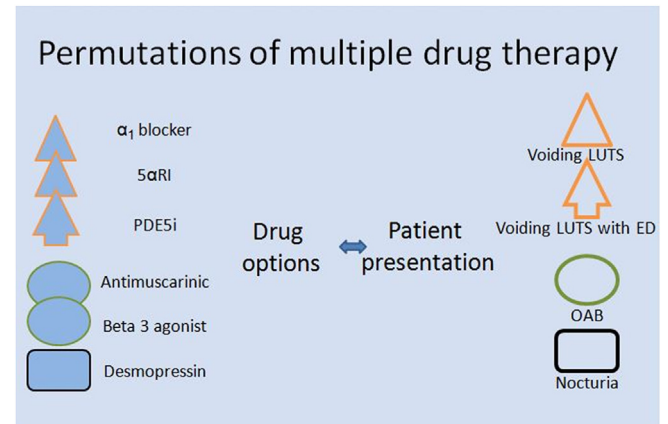 Permutations of multiple drug therapy
α₁ blocker
5αRI
PDE5i
Antimuscarinic
Beta 3 agonist
Desmopressin
Drug
options
Patient
presentation
Voiding LUTS
Voiding LUTS with ED
OAB
Nocturia